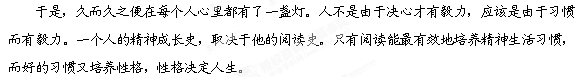 于是，久而久之便在每个人心里都有了一盏灯。人不是由于决心才有毅力，应该是由于习惯
而有毅力。一个人的精神成长史，取决于他的阅读史。只有阅读能最有效地培养精神生活习惯，
而好的习惯又培养性格，性格决定人生。